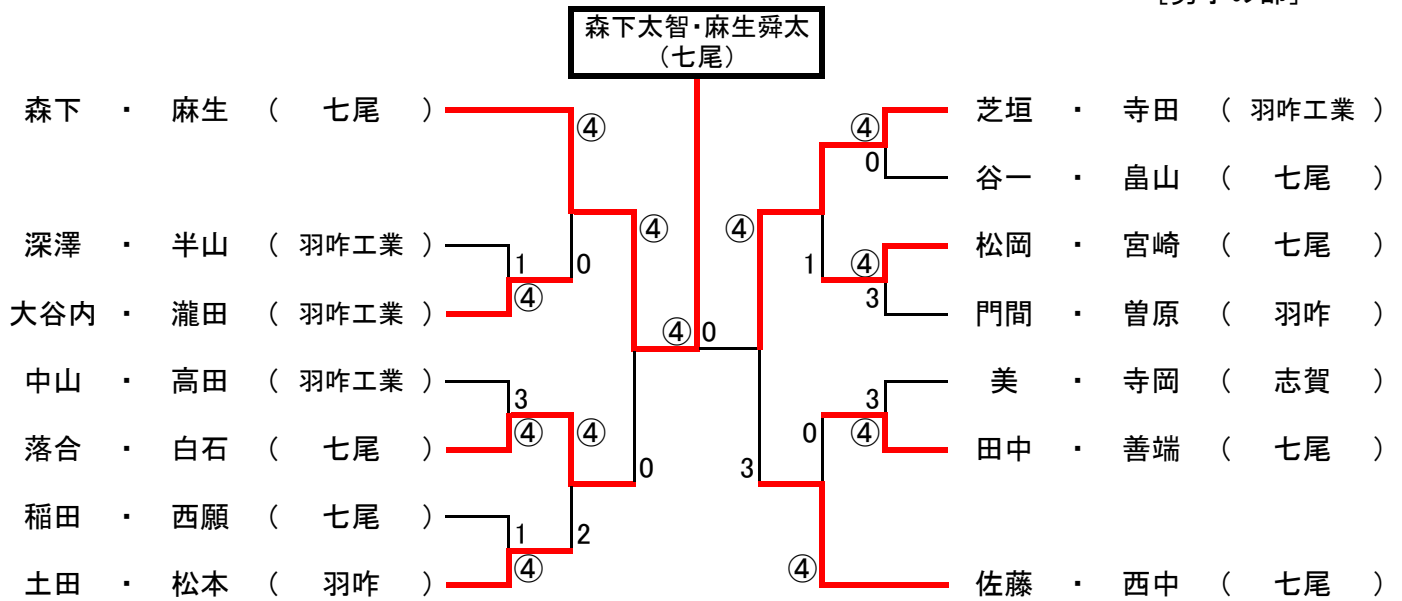 [男子の部]
森下太智・麻生舜太
(七尾)
森下 ・ 麻生 ( 七尾 )
深澤 ・ 半山 ( 羽咋工業 )
大谷内 ・ 瀧田 ( 羽咋工業 )
中山 ・ 高田 ( 羽咋工業 )
落合 ・ 白石 ( 七尾 )
稲田 ・ 西願 ( 七尾 )
土田 ・ 松本 ( 羽咋 )
④
1
④
0
④
3
④
④
0
1
④
2
④
0
芝垣 ・ 寺田 ( 羽咋工業 )
谷一 ・ 畠山 ( 七尾 )
松岡 ・ 宮崎 ( 七尾 )
門間 ・ 曽原 ( 羽咋 )
美 ・ 寺岡 ( 志賀 )
田中 ・ 善端 ( 七尾 )
佐藤 ・ 西中 ( 七尾 )
④
0
④
1
④
3
3
④
0
3
④